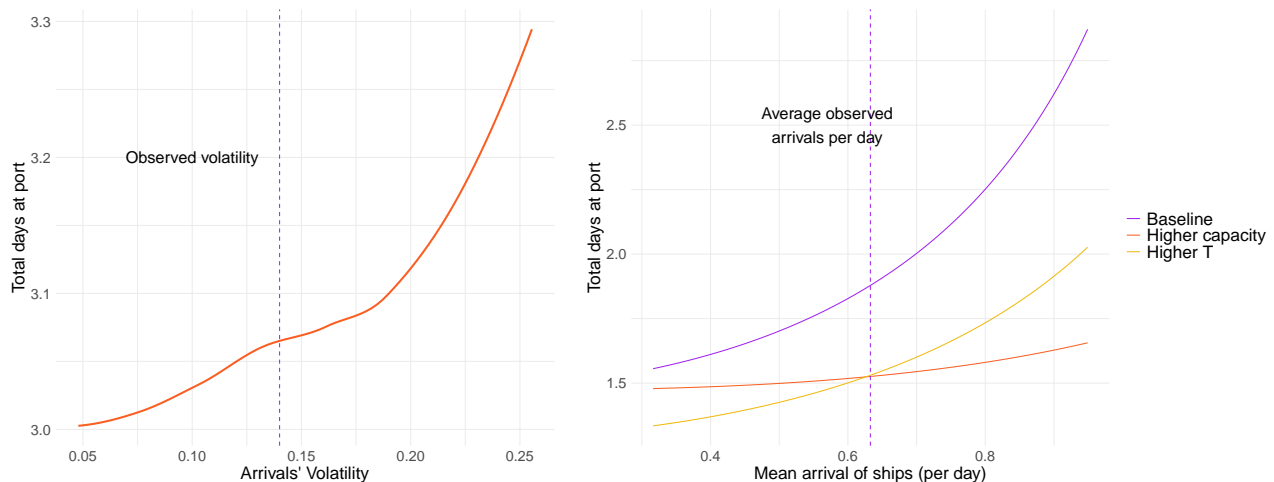 3.3
3.2
3.1
3.0
Total days at port
Observed volatility
0.05
0.10
0.15
0.20
0.25
Arrivals' Volatility
2.5
2.0
1.5
Total days at port
Average observed
arrivals per day
0.4
0.6
0.8
Mean arrival of ships (per day)
Baseline
Higher capacity
Higher T